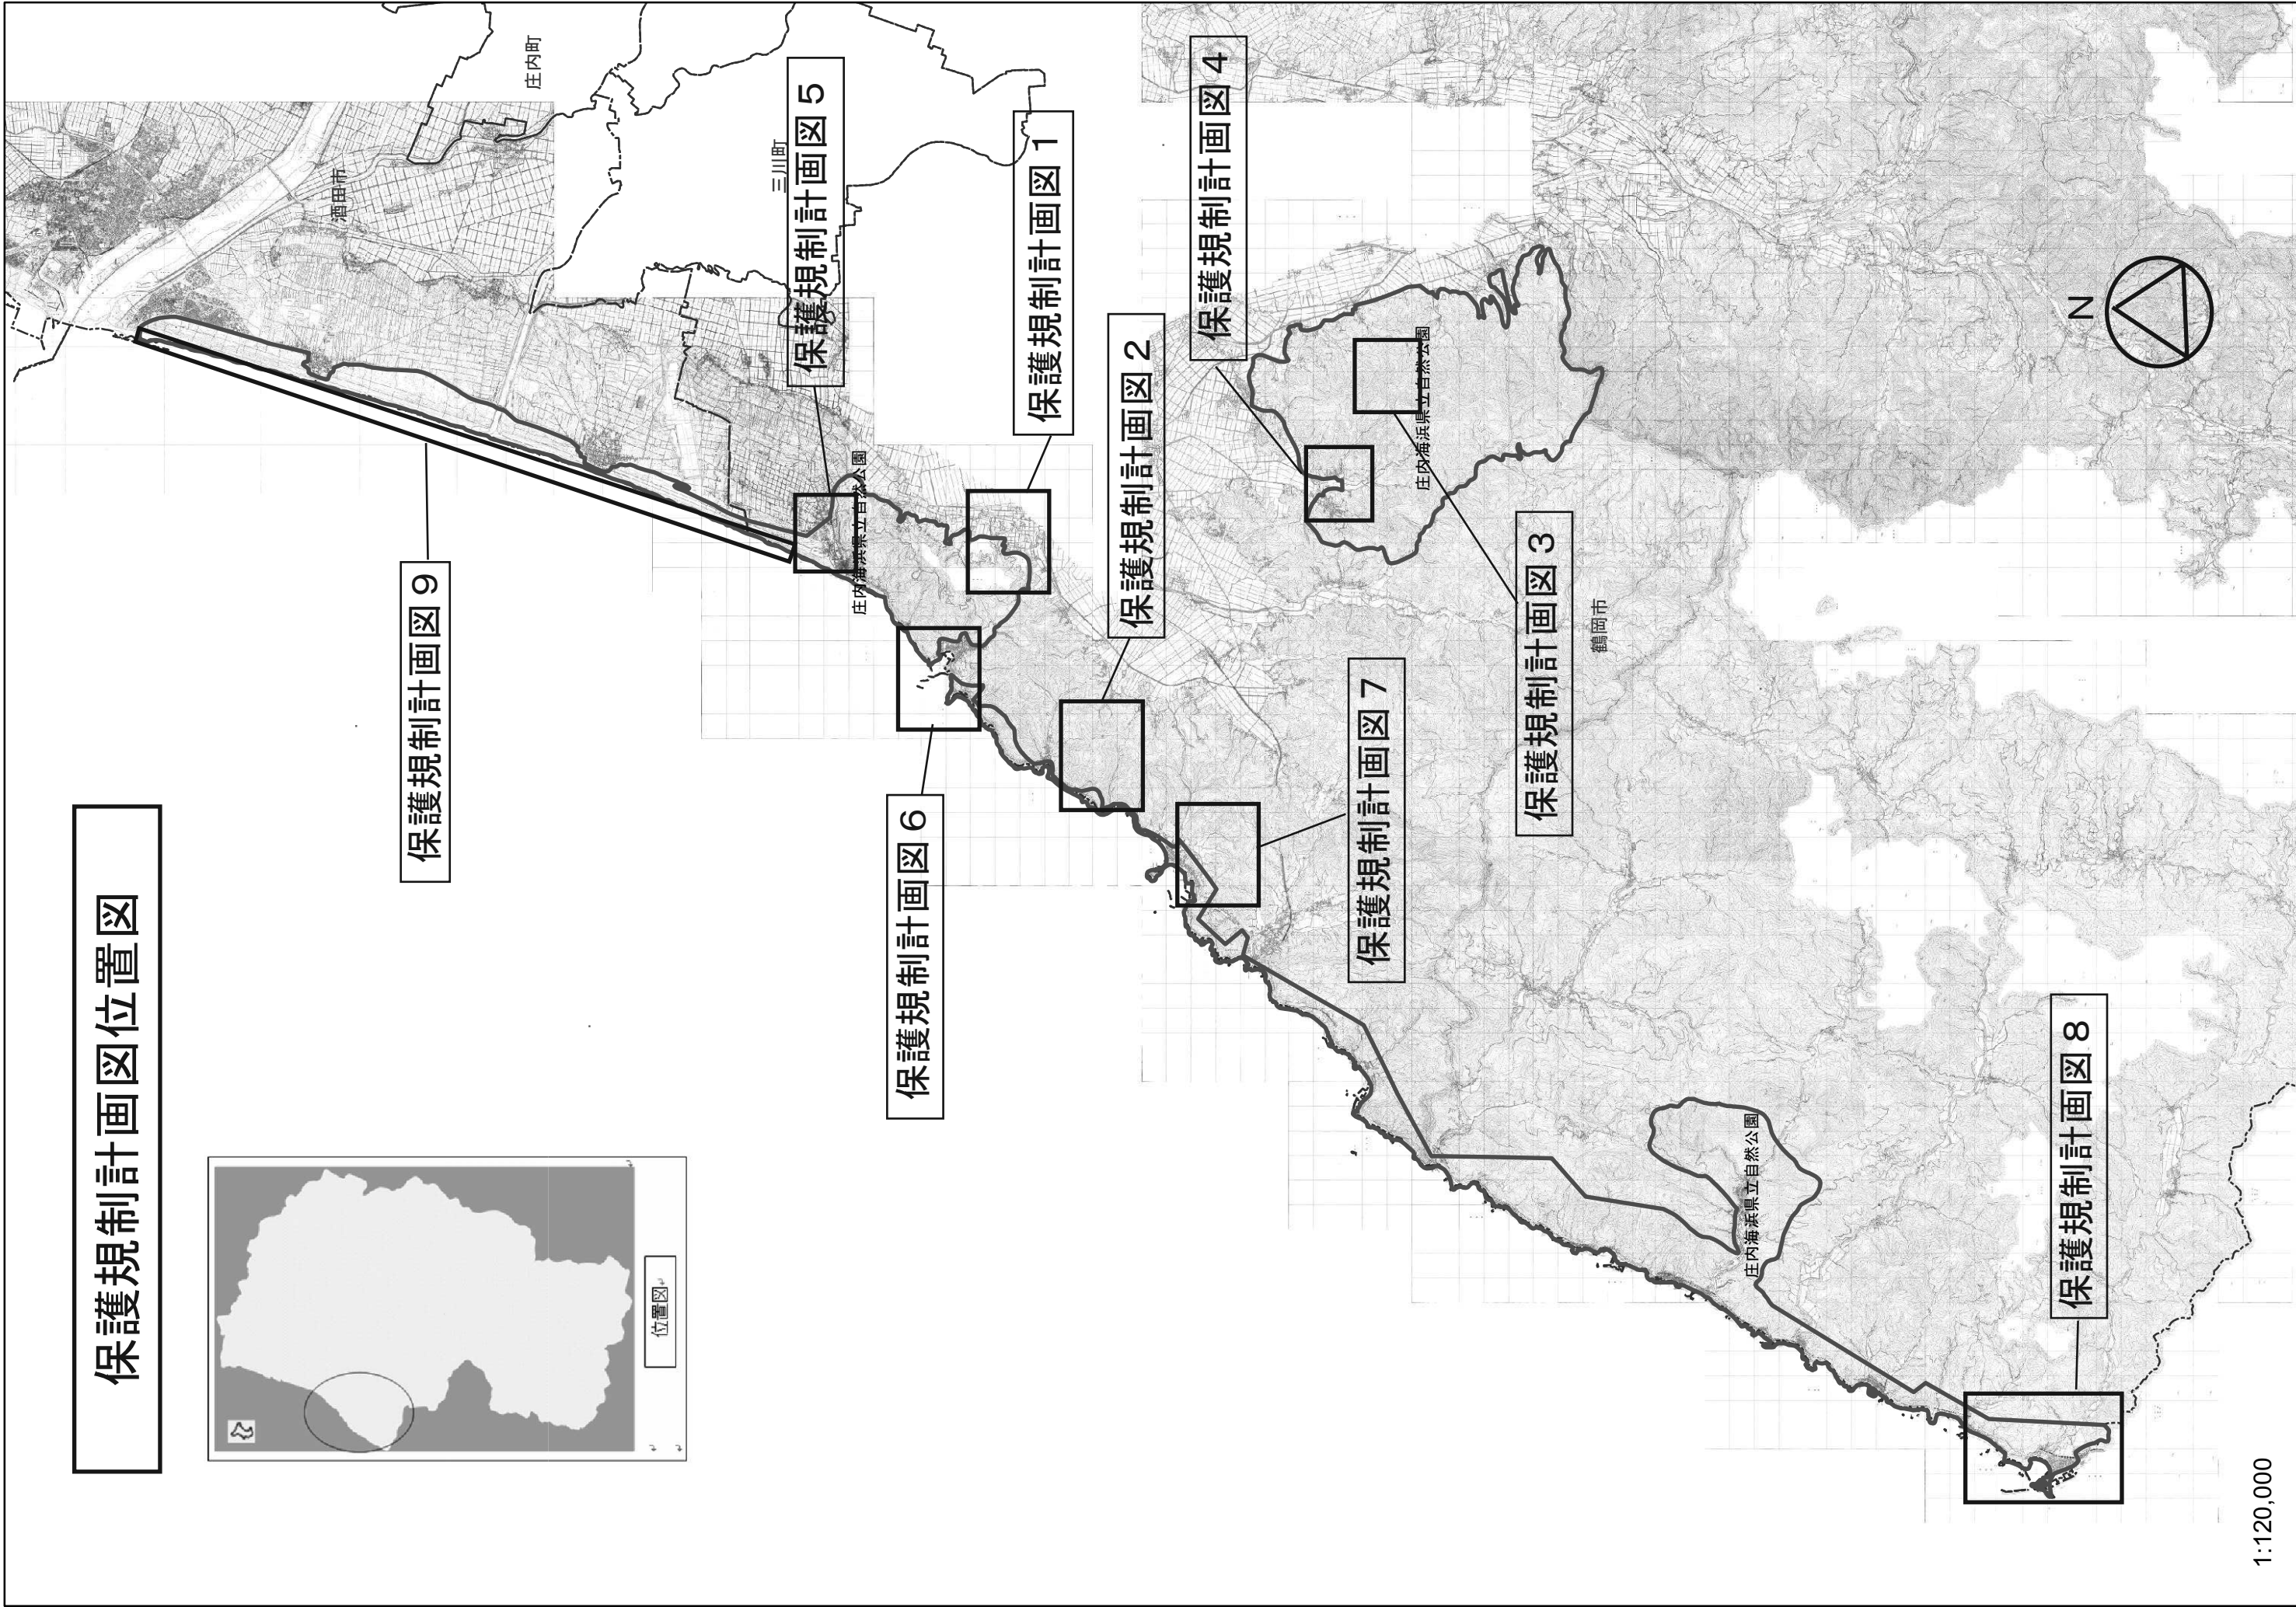 保護規制計画図位置図
位置図
保護規制計画図９
保護規制計画図５
保護規制計画図１
保護規制計画図６
保護規制計画図２
保護規制計画図４
保護規制計画図７
保護規制計画図３
保護規制計画図８
庄内町
酒田市
三川町
鶴岡市
庄内海浜県立自然公園
庄内海浜県立自然公園
庄内海浜県立自然公園
N
1:120,000